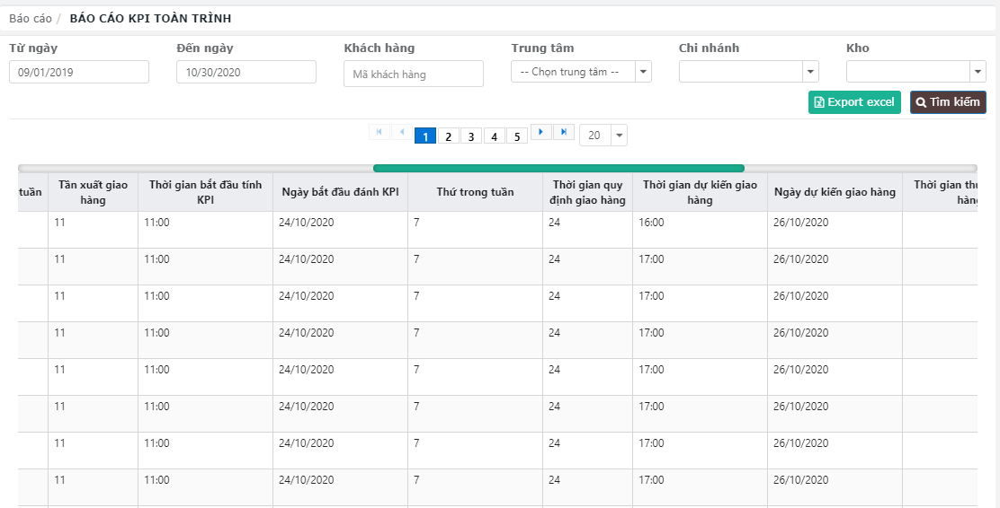 Báo cáo / BÁO CÁO KPI TOÀN TRÌNH
Từ ngày Đến ngày Khách hàng Trung tâm Chi nhánh Kho
09/01/2019 10/30/2020 Mã khách hàng -- Chọn trung tâm --
Export excel Tìm kiếm
1 2 3 4 5 20
tuần Tần xuất giao hàng Thời gian bắt đầu tính KPI Ngày bắt đầu đánh KPI Thứ trong tuần Thời gian quy định giao hàng Thời gian dự kiến giao hàng Ngày dự kiến giao hàng Thời gian
11 11:00 24/10/2020 7 24 16:00 26/10/2020
11 11:00 24/10/2020 7 24 17:00 26/10/2020
11 11:00 24/10/2020 7 24 17:00 26/10/2020
11 11:00 24/10/2020 7 24 17:00 26/10/2020
11 11:00 24/10/2020 7 24 17:00 26/10/2020
11 11:00 24/10/2020 7 24 17:00 26/10/2020
11 11:00 24/10/2020 7 24 17:00 26/10/2020
11 11:00 24/10/2020 7 24 17:00 26/10/2020